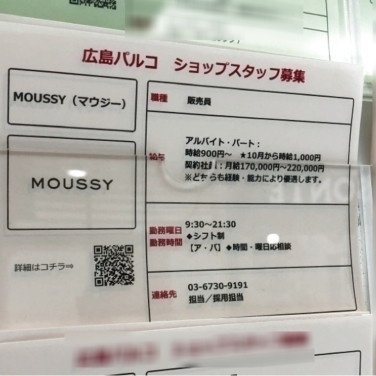 広島パルコ ショップスタッフ募集
MOUSSY（マウジー）
MOUSSY
詳細はコチラ⇒
職種 販売員
給与
アルバイト・パート：
時給900円～ ★10月から時給1,000円
契約社員：月給170,000円～220,000円
※どちらも経験・能力により優遇します。
勤務曜日
勤務時間
9:30～21:30
◆シフト制
【ア・パ】◆時間・曜日応相談
連絡先
03-6730-9191
担当／採用担当